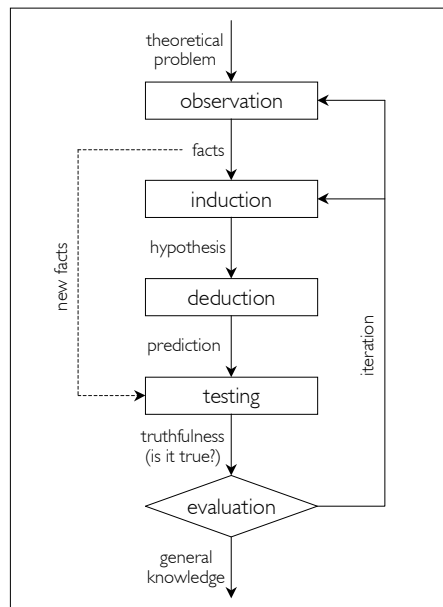 theoretical
problem
observation
facts
induction
hypothesis
new facts
deduction
iteration
prediction
testing
truthfulness
(is it true?)
evaluation
general
knowledge